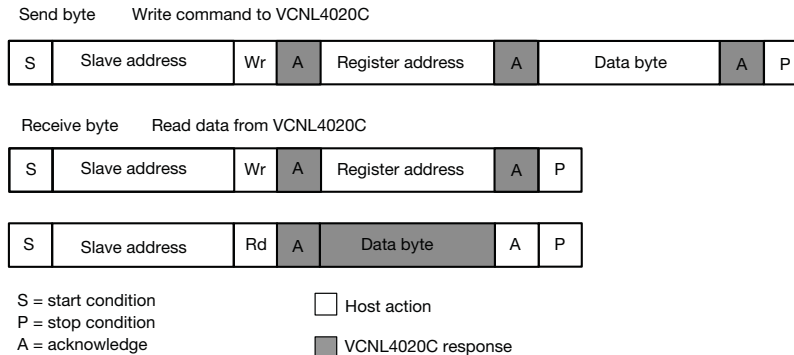 Send byte Write command to VCNL4020C
S Slave address Wr A Register address A Data byte A P
Receive byte Read data from VCNL4020C
S Slave address Wr A Register address A P
S Slave address Rd A Data byte A P
S = start condition
P = stop condition
A = acknowledge
Host action
VCNL4020C response